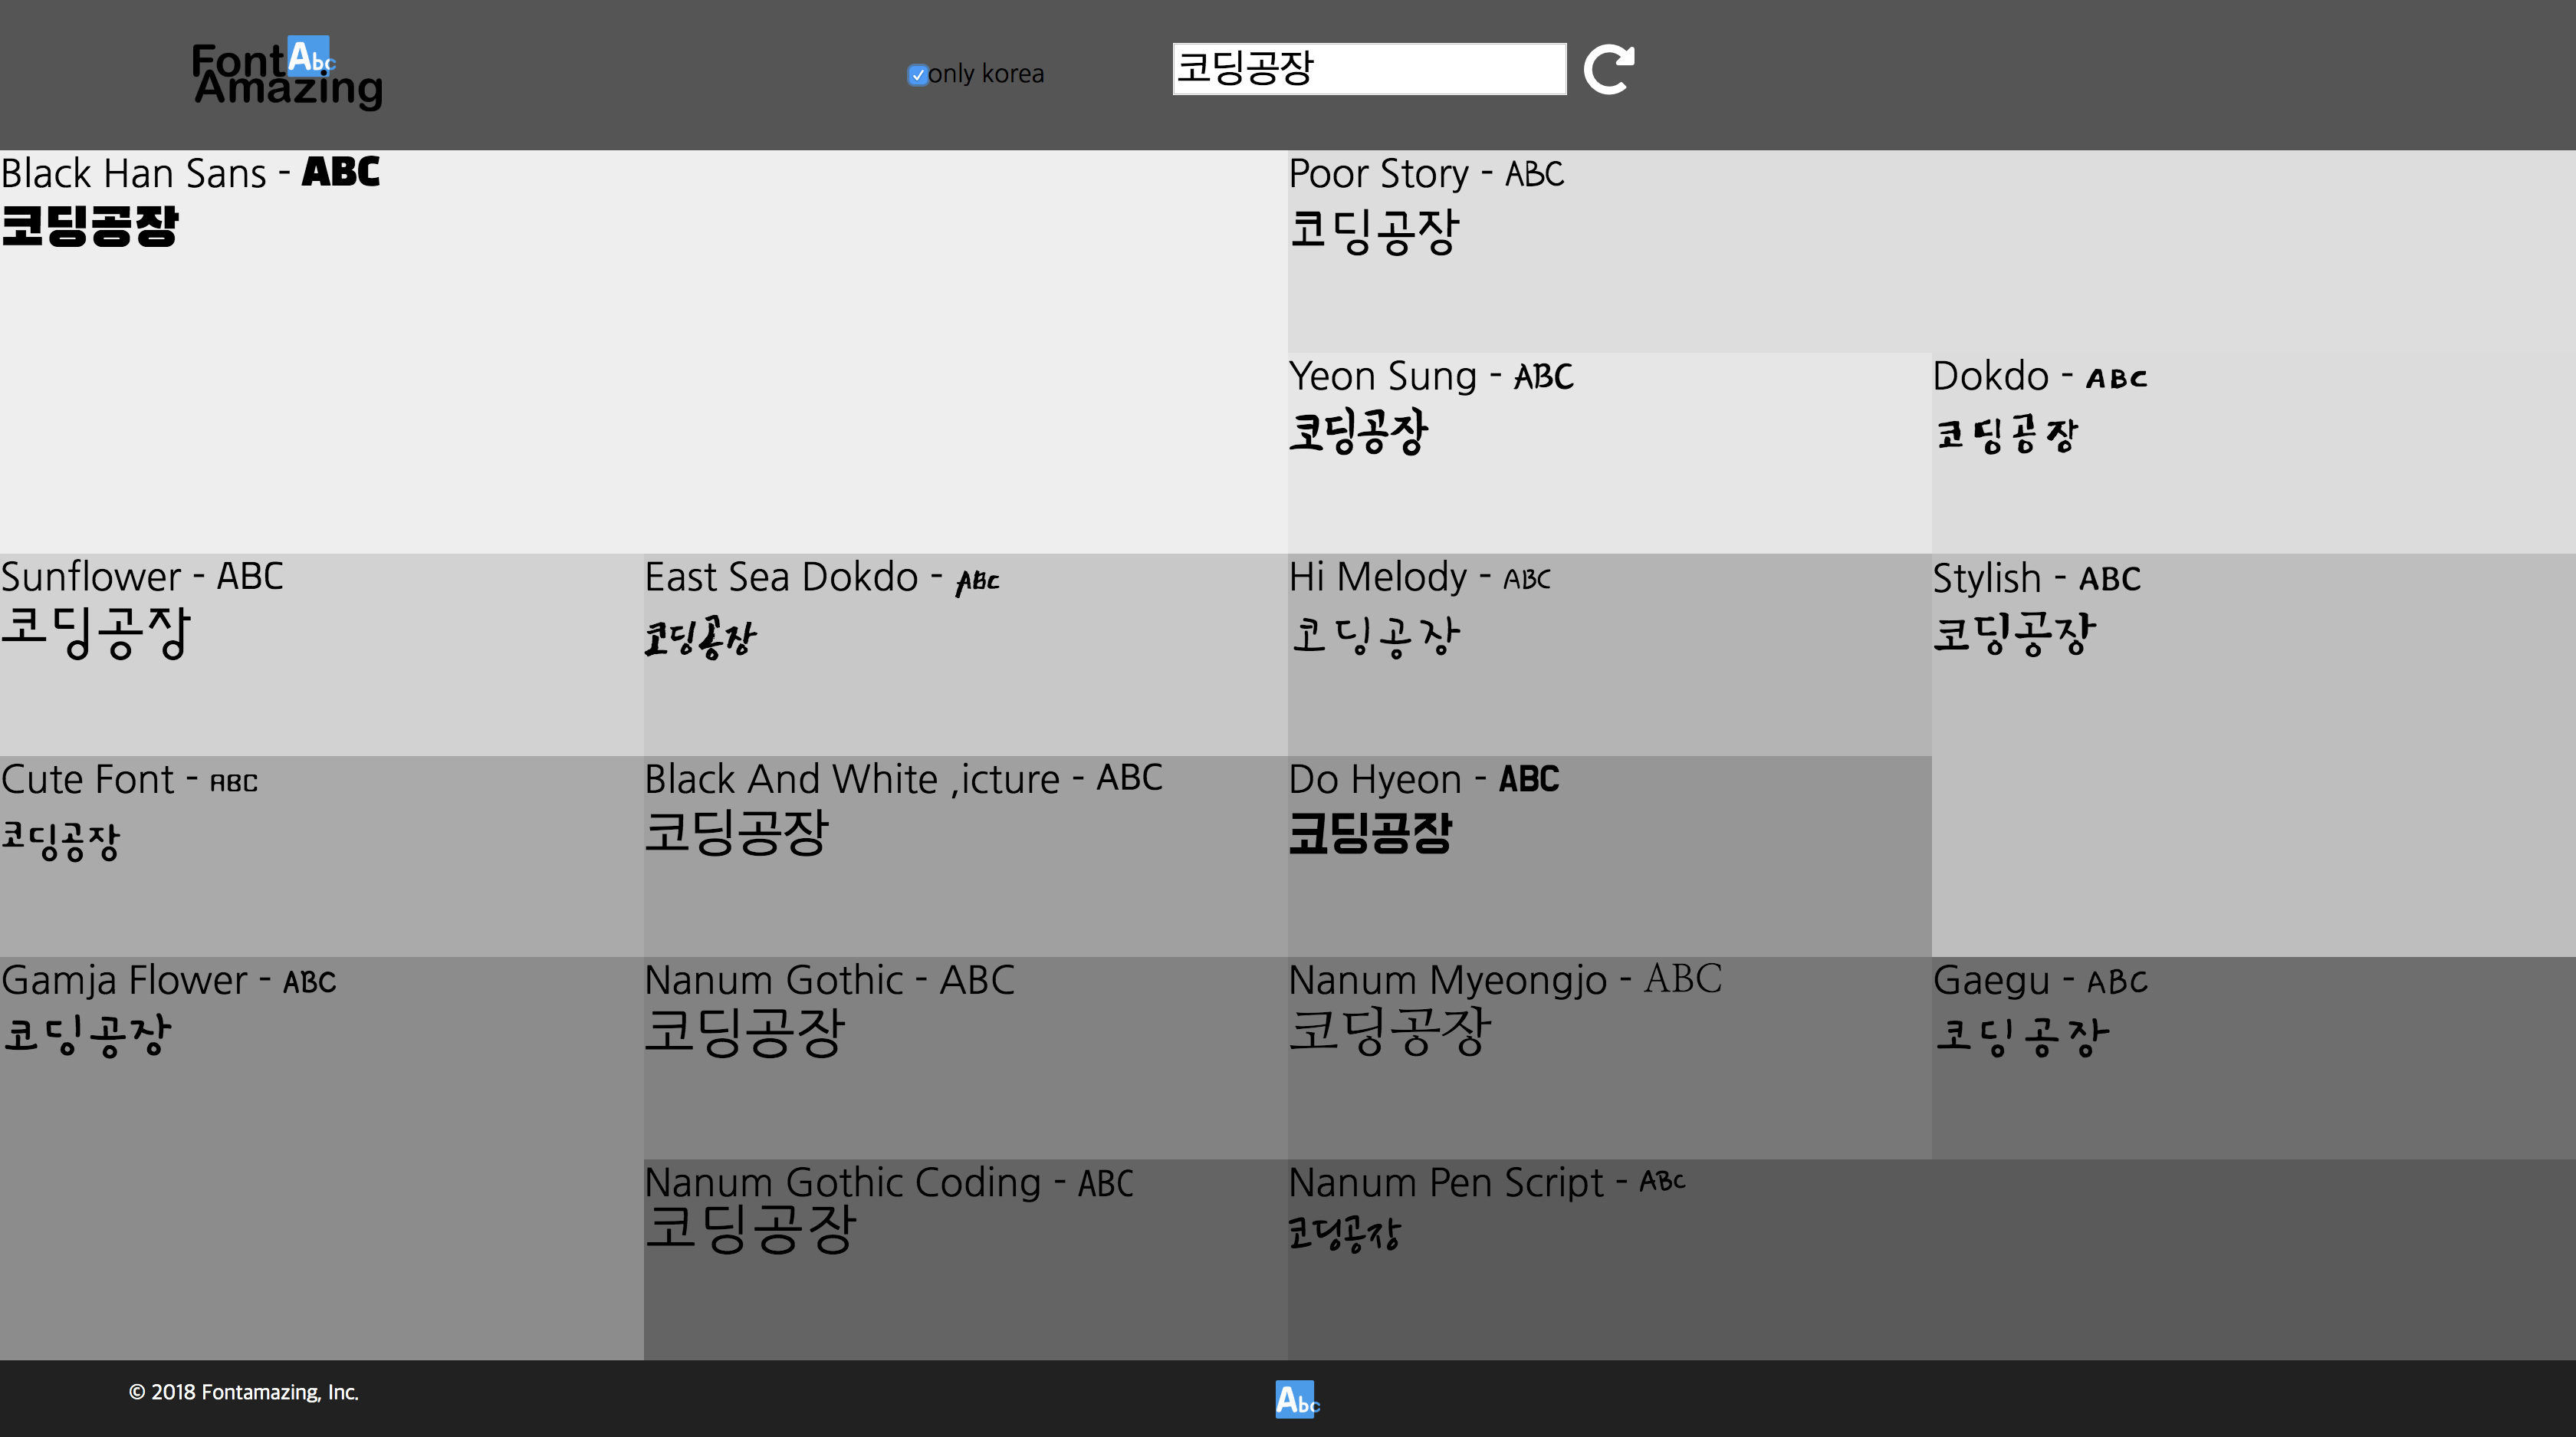 Font Abc
Amazing
only korea
코딩공장
Black Han Sans - ABC
코딩공장
Poor Story - ABC
코딩공장
Yeon Sung - ABC
코딩공장
Dokdo - ABC
코딩공장
Sunflower - ABC
코딩공장
East Sea Dokdo - ABC
코딩공장
Hi Melody - ABC
코딩공장
Stylish - ABC
코딩공장
Cute Font - ABC
코딩공장
Black And White ,icture - ABC
코딩공장
Do Hyeon - ABC
코딩공장
Gamja Flower - ABC
코딩공장
Nanum Gothic - ABC
코딩공장
Nanum Myeongjo - ABC
코딩공장
Gaegu - ABC
코딩공장
Nanum Gothic Coding - ABC
코딩공장
Nanum Pen Script - ABC
코딩공장
© 2018 Fontamazing, Inc.
Abc